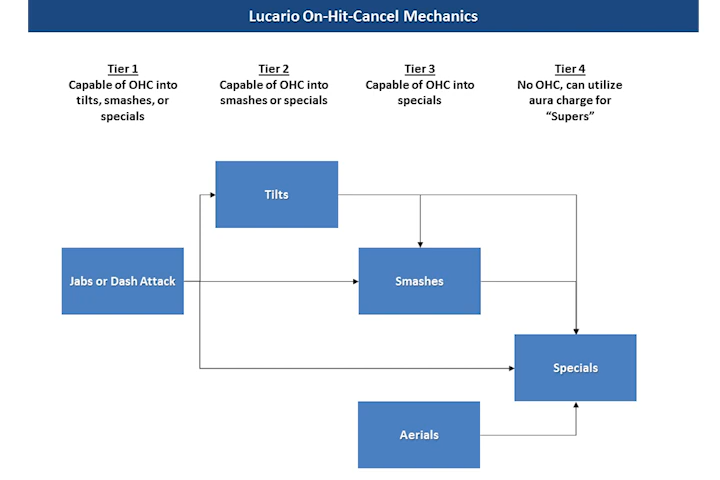 Lucario On-Hit-Cancel Mechanics
Tier 1
Capable of OHC into
tilts, smashes, or
specials
Tier 2
Capable of OHC into
smashes or specials
Tier 3
Capable of OHC into
specials
Tier 4
No OHC, can utilize
aura charge for
“Supers”
Tilts
Jabs or Dash Attack
Smashes
Specials
Aerials